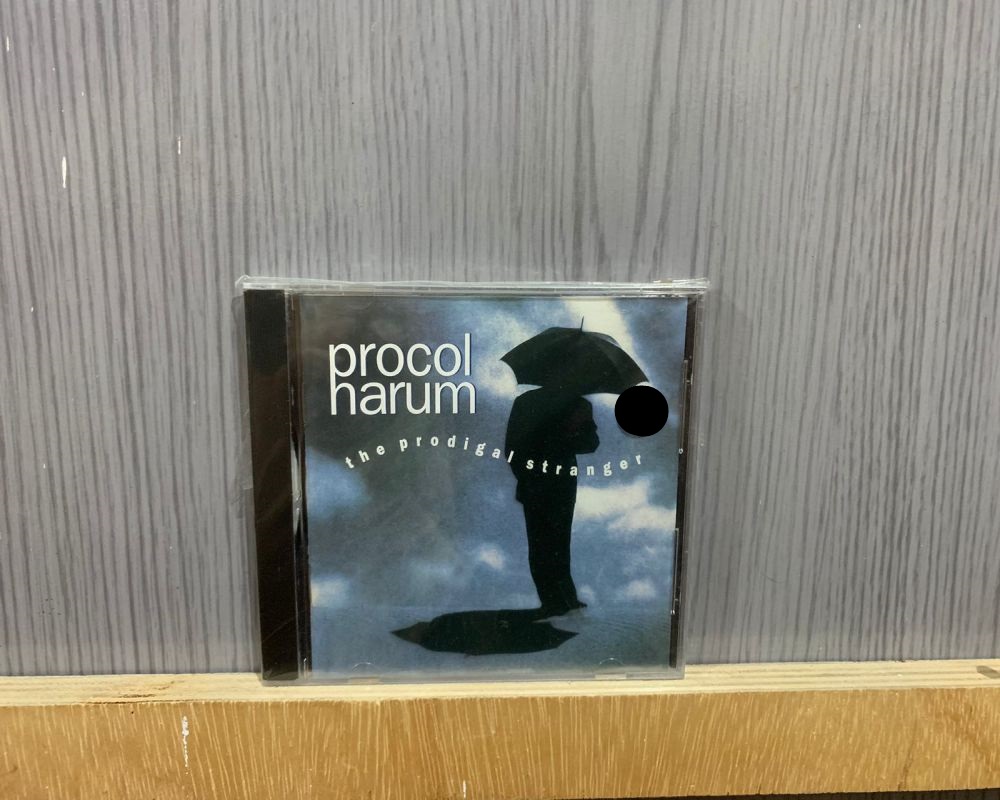 procol
harum
the prodigal stranger